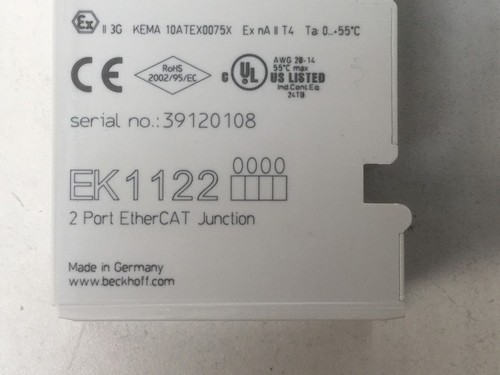 Ex II 3G KEMA 10ATEX0075X Ex nA II T4 Ta: 0...+55°C
CE
RoHS
2002/95/EC
c UL US LISTED
AWG 28-14
55°C max
Ind.Cont.Eq.
24TB
serial no.: 39120108
0000
EK1122
2 Port EtherCAT Junction
Made in Germany
www.beckhoff.com